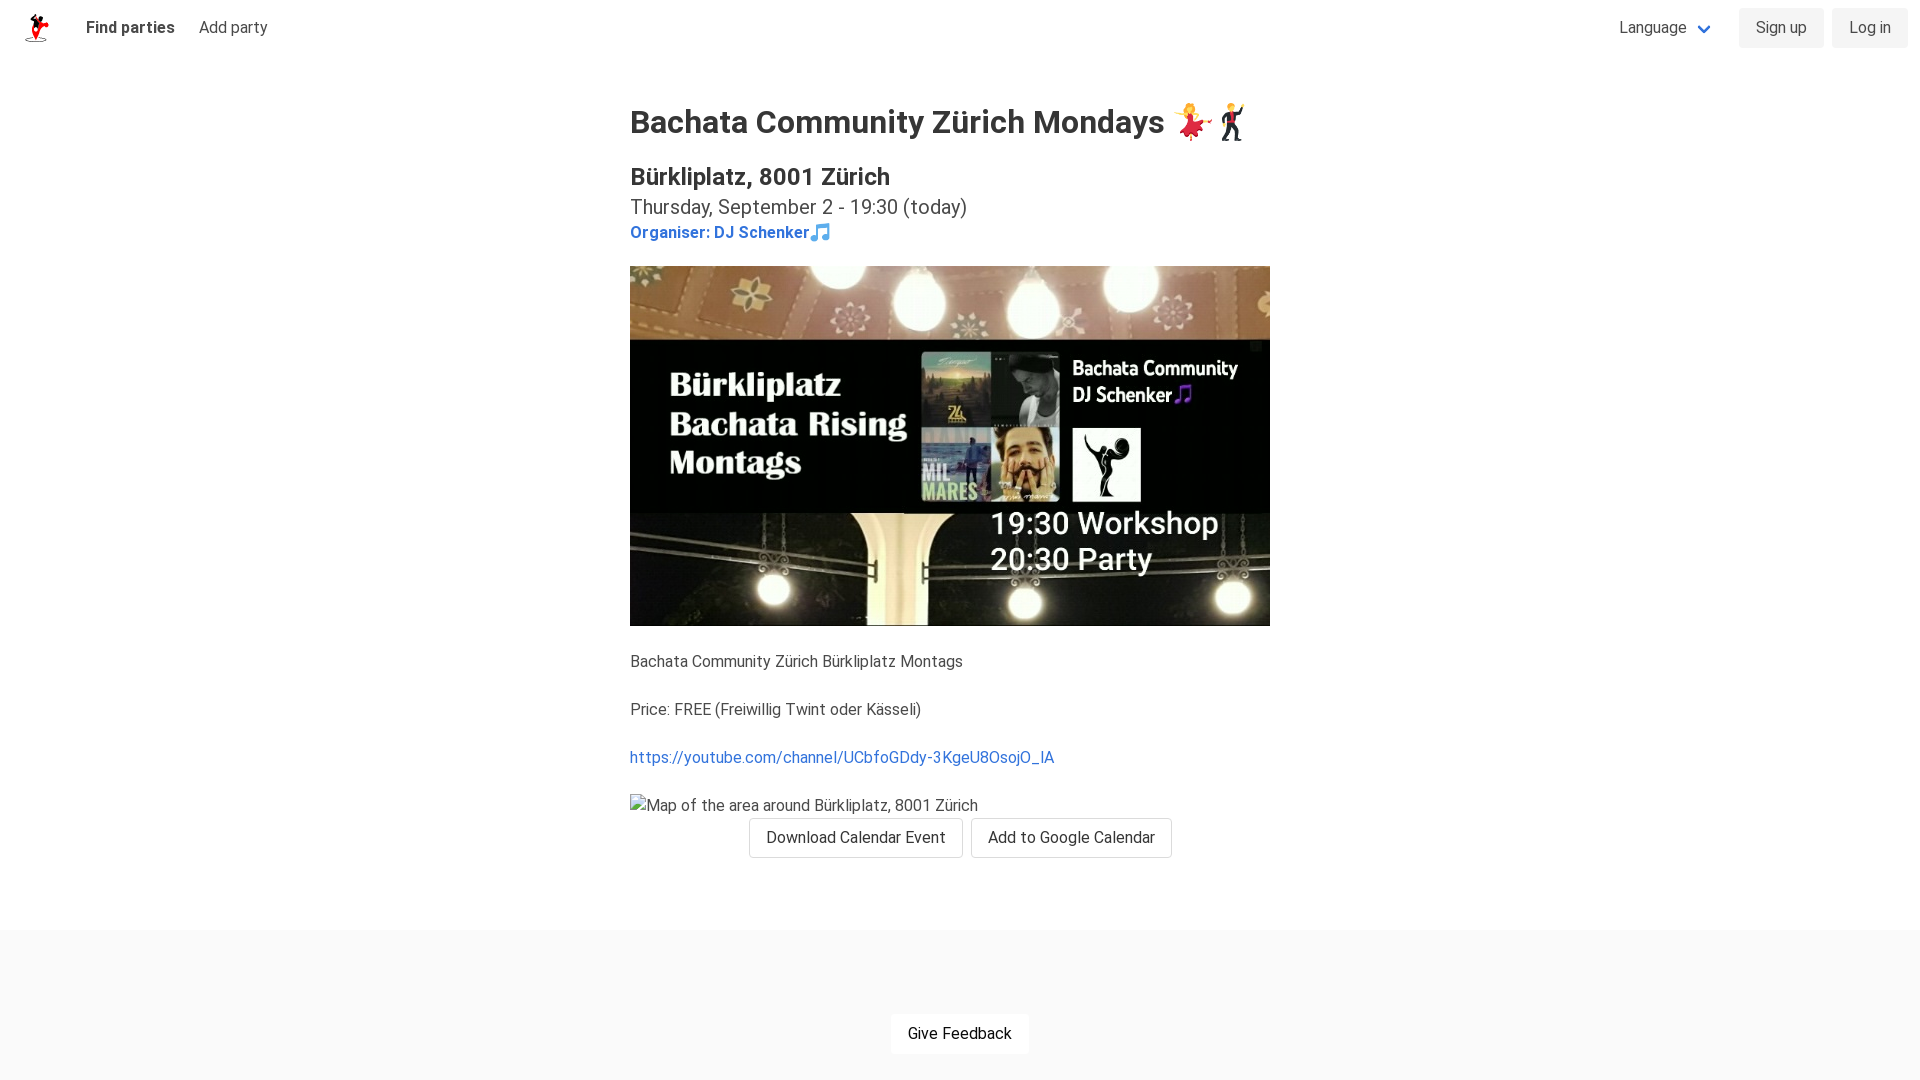 Find parties
Add party
Language
Sign up
Log in
Bachata Community Zürich Mondays 💃🕺
Bürkliplatz, 8001 Zürich
Thursday, September 2 - 19:30 (today)
Organiser: DJ Schenker🎵
Bürkliplatz
Bachata Rising
Montags
Bachata Community
DJ Schenker🎵
24
MIL
MARES
19:30 Workshop
20:30 Party
Bachata Community Zürich Bürkliplatz Montags
Price: FREE (Freiwillig Twint oder Kässeli)
https://youtube.com/channel/UCbfoGDdy-3KgeU8OsojO_lA
Map of the area around Bürkliplatz, 8001 Zürich
Download Calendar Event
Add to Google Calendar
Give Feedback